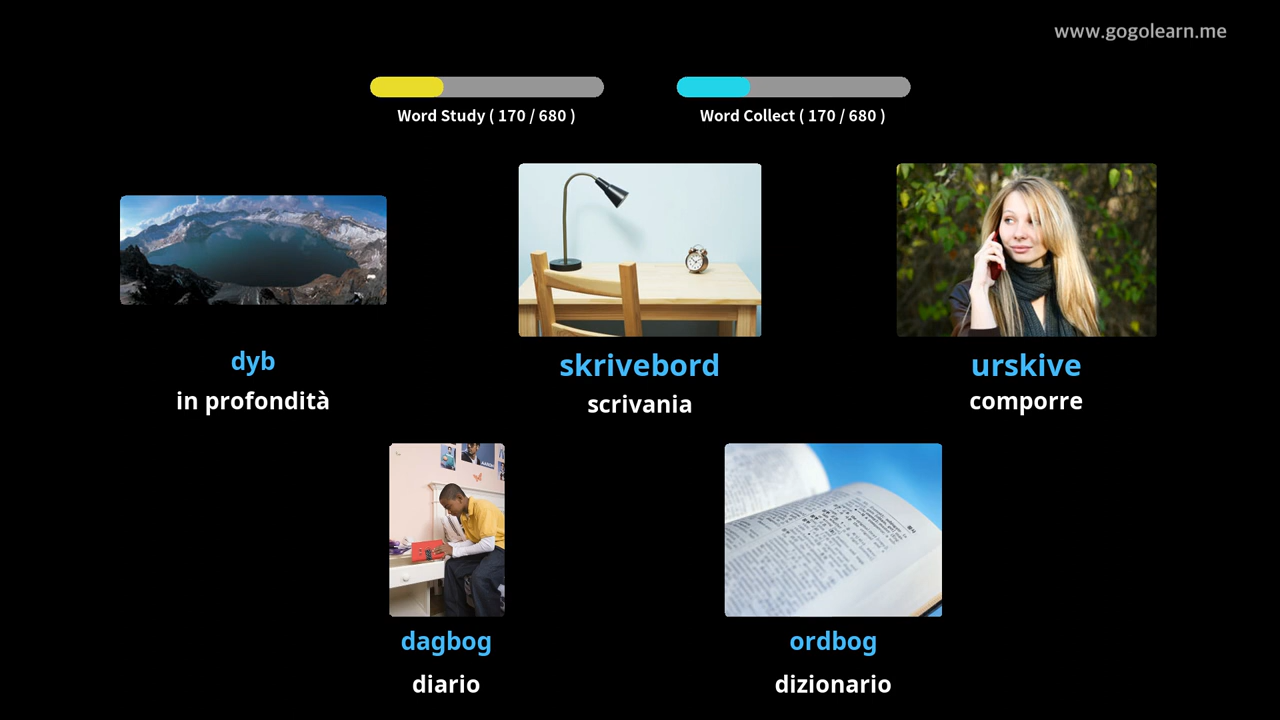 www.gogolearn.me
Word Study ( 170 / 680 )
Word Collect ( 170 / 680 )
dyb
in profondità
skrivebord
scrivania
urskive
comporre
dagbog
diario
ordbog
dizionario